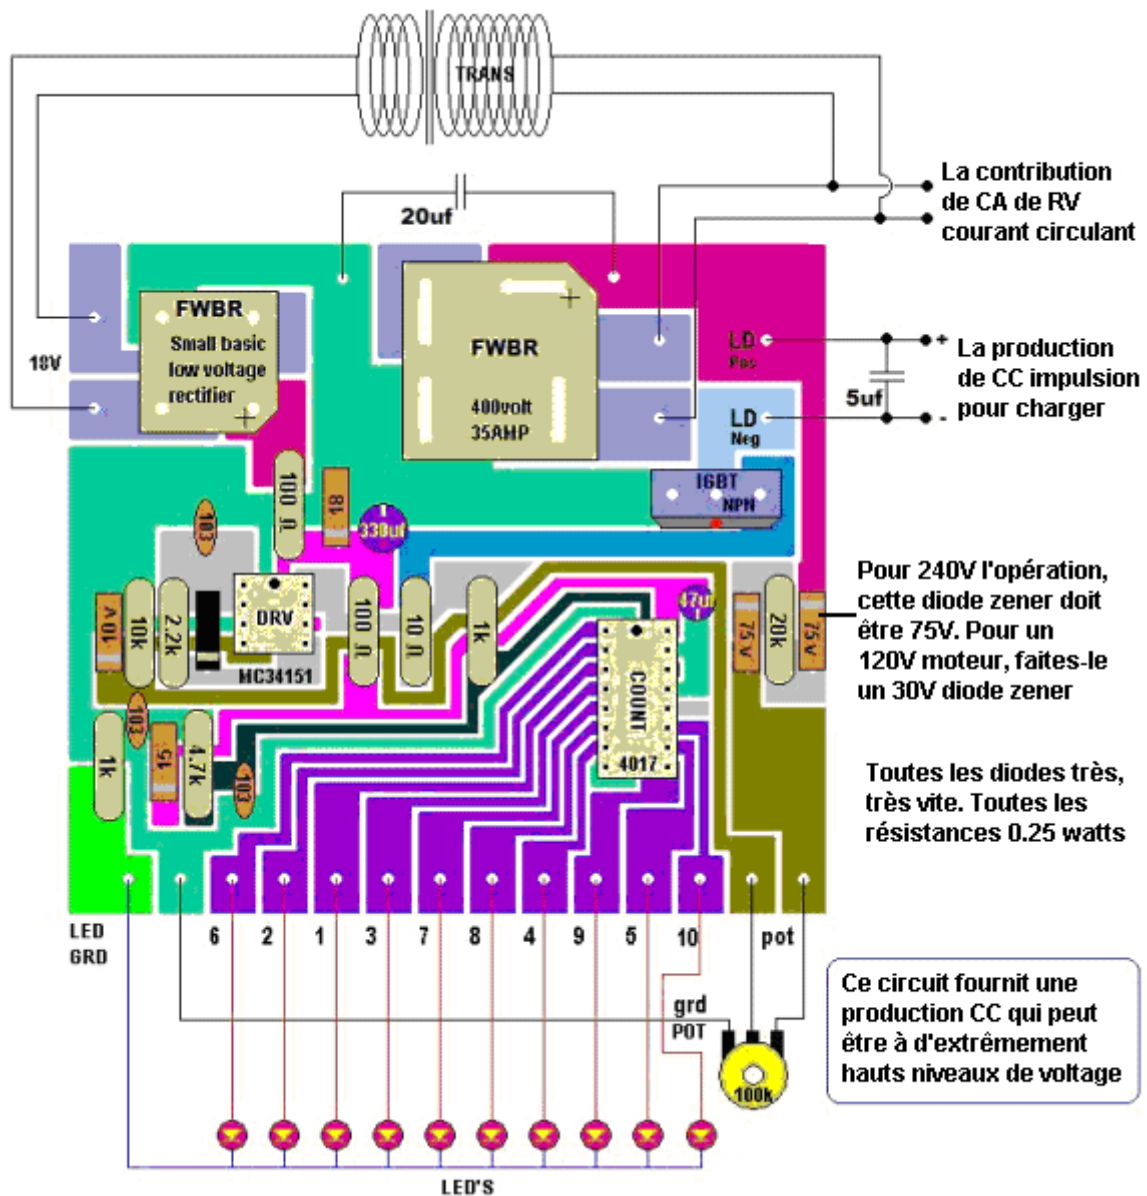 TRANS
La contribution
de CA de RV
courant circulant
20uf
FWBR
Small basic
low voltage
rectifier
18V
FWBR
400volt
35AMP
LD
Pos
+
La production
de CC impulsion
pour charger
5uf
-
LD
Neg
IGBT
NPN
100 Ω
18
330uf
103
10 V
10k
2.2k
DRV
MC34151
100 Ω
10 Ω
1k
47uf
COUNT
4017
75 V
20k
75 V
Pour 240V l'opération,
cette diode zener doit
être 75V. Pour un
120V moteur, faites-le
un 30V diode zener
103
1k
15
4.7k
103
Toutes les diodes très,
très vite. Toutes les
résistances 0.25 watts
LED
GRD
6 2 1 3 7 8 4 9 5 10 pot
grd
POT
100k
Ce circuit fournit une
production CC qui peut
être à d'extrêmement
hauts niveaux de voltage
LED'S